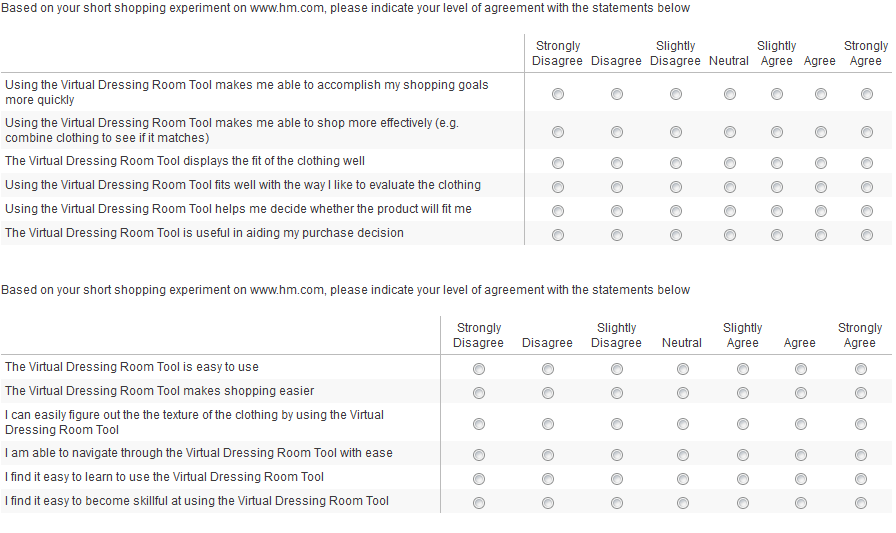 Based on your short shopping experiment on www.hm.com, please indicate your level of agreement with the statements below
Strongly Disagree Disagree Slightly Disagree Neutral Slightly Agree Agree Strongly Agree
Using the Virtual Dressing Room Tool makes me able to accomplish my shopping goals
more quickly
Using the Virtual Dressing Room Tool makes me able to shop more effectively (e.g.
combine clothing to see if it matches)
The Virtual Dressing Room Tool displays the fit of the clothing well
Using the Virtual Dressing Room Tool fits well with the way I like to evaluate the clothing
Using the Virtual Dressing Room Tool helps me decide whether the product will fit me
The Virtual Dressing Room Tool is useful in aiding my purchase decision
Based on your short shopping experiment on www.hm.com, please indicate your level of agreement with the statements below
Strongly Disagree Disagree Slightly Disagree Neutral Slightly Agree Agree Strongly Agree
The Virtual Dressing Room Tool is easy to use
The Virtual Dressing Room Tool makes shopping easier
I can easily figure out the the texture of the clothing by using the Virtual
Dressing Room Tool
I am able to navigate through the Virtual Dressing Room Tool with ease
I find it easy to learn to use the Virtual Dressing Room Tool
I find it easy to become skillful at using the Virtual Dressing Room Tool